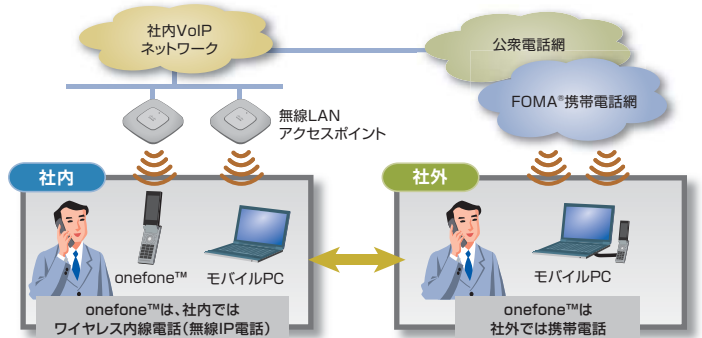 社内VoIP
ネットワーク
公衆電話網
FOMA®携帯電話網
無線LAN
アクセスポイント
社内
onefone™
モバイルPC
onefone™は、社内では
ワイヤレス内線電話（無線IP電話）
社外
モバイルPC
onefone™は
社外では携帯電話